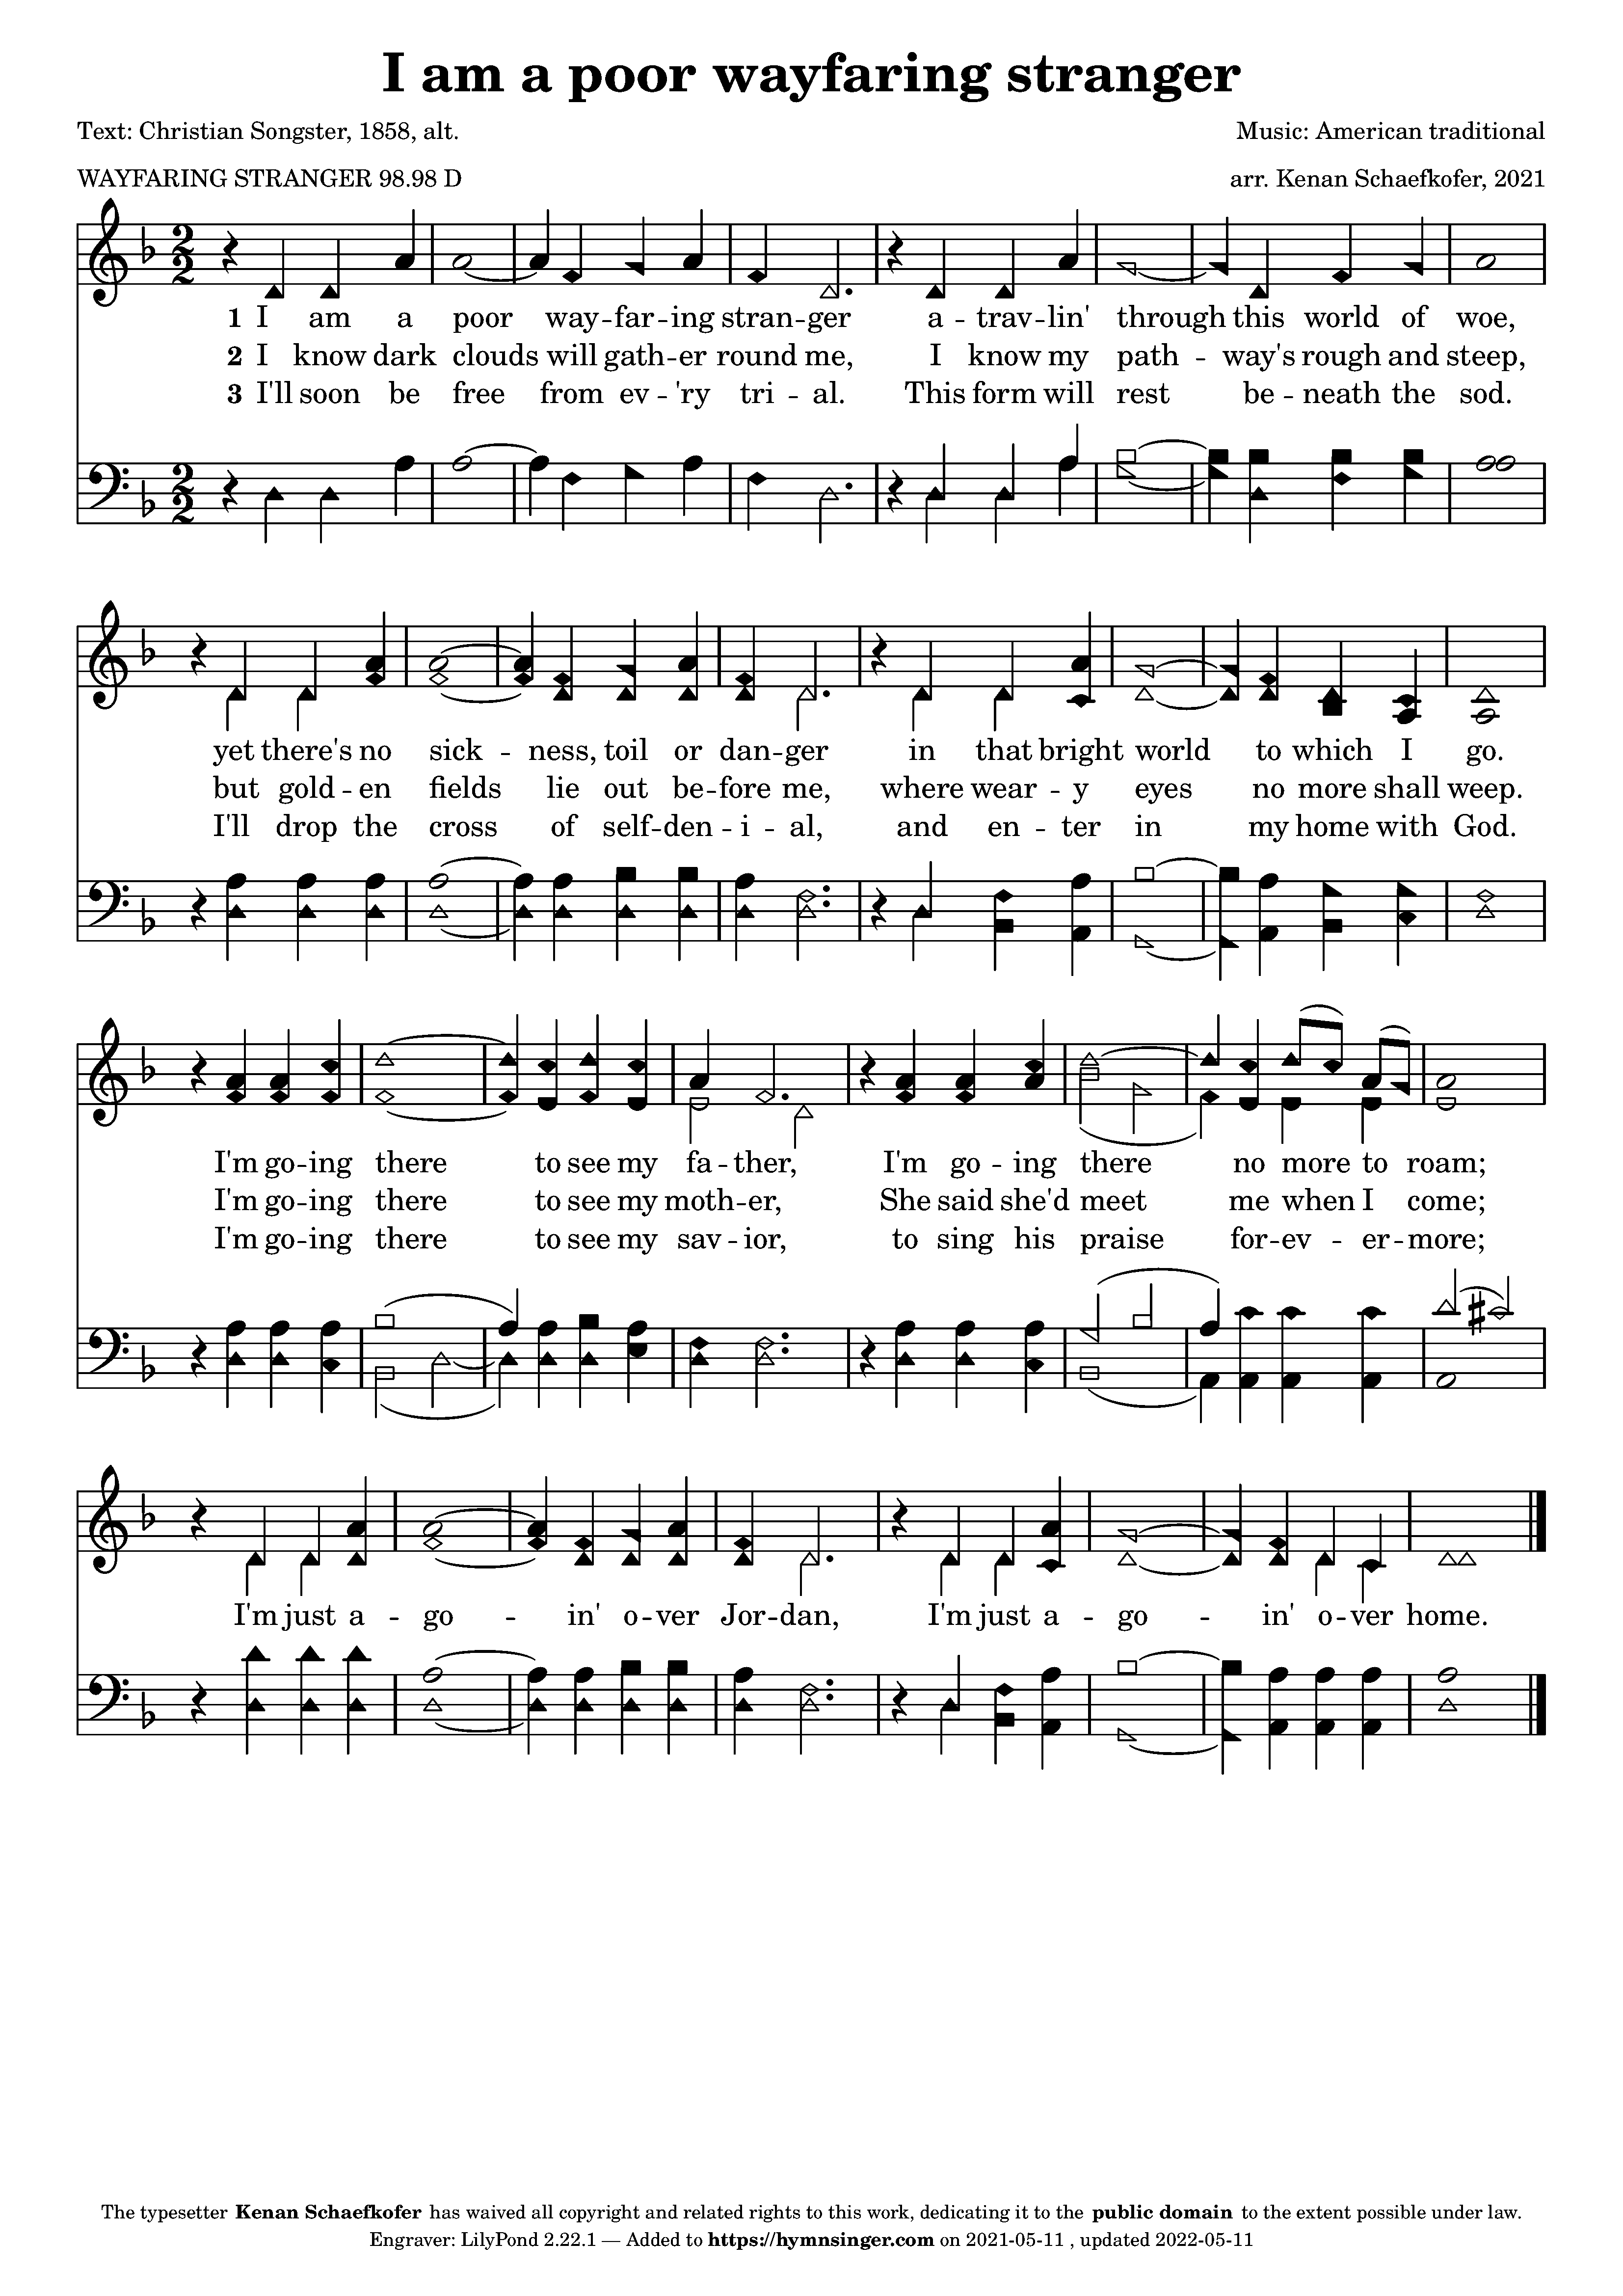 I am a poor wayfaring stranger
Text: Christian Songster, 1858, alt.
Music: American traditional
WAYFARING STRANGER 98.98 D
arr. Kenan Schaefkofer, 2021
1 I am a poor way -- far -- ing stran -- ger a -- trav -- lin' through this world of woe,
2 I know dark clouds will gath -- er round me, I know my path -- way's rough and steep,
3 I'll soon be free from ev -- 'ry tri -- al. This form will rest be -- neath the sod.
yet there's no sick -- ness, toil or dan -- ger in that bright world to which I go.
but gold -- en fields lie out be -- fore me, where wear -- y eyes no more shall weep.
I'll drop the cross of self -- den -- i -- al, and en -- ter in my home with God.
I'm go -- ing there to see my fa -- ther, I'm go -- ing there no more to roam;
I'm go -- ing there to see my moth -- er, She said she'd meet me when I come;
I'm go -- ing there to see my sav -- ior, to sing his praise for -- ev -- er -- more;
I'm just a -- go -- in' o -- ver Jor -- dan, I'm just a -- go -- in' o -- ver home.
The typesetter Kenan Schaefkofer has waived all copyright and related rights to this work, dedicating it to the public domain to the extent possible under law.
Engraver: LilyPond 2.22.1 — Added to https://hymnsinger.com on 2021-05-11 , updated 2022-05-11